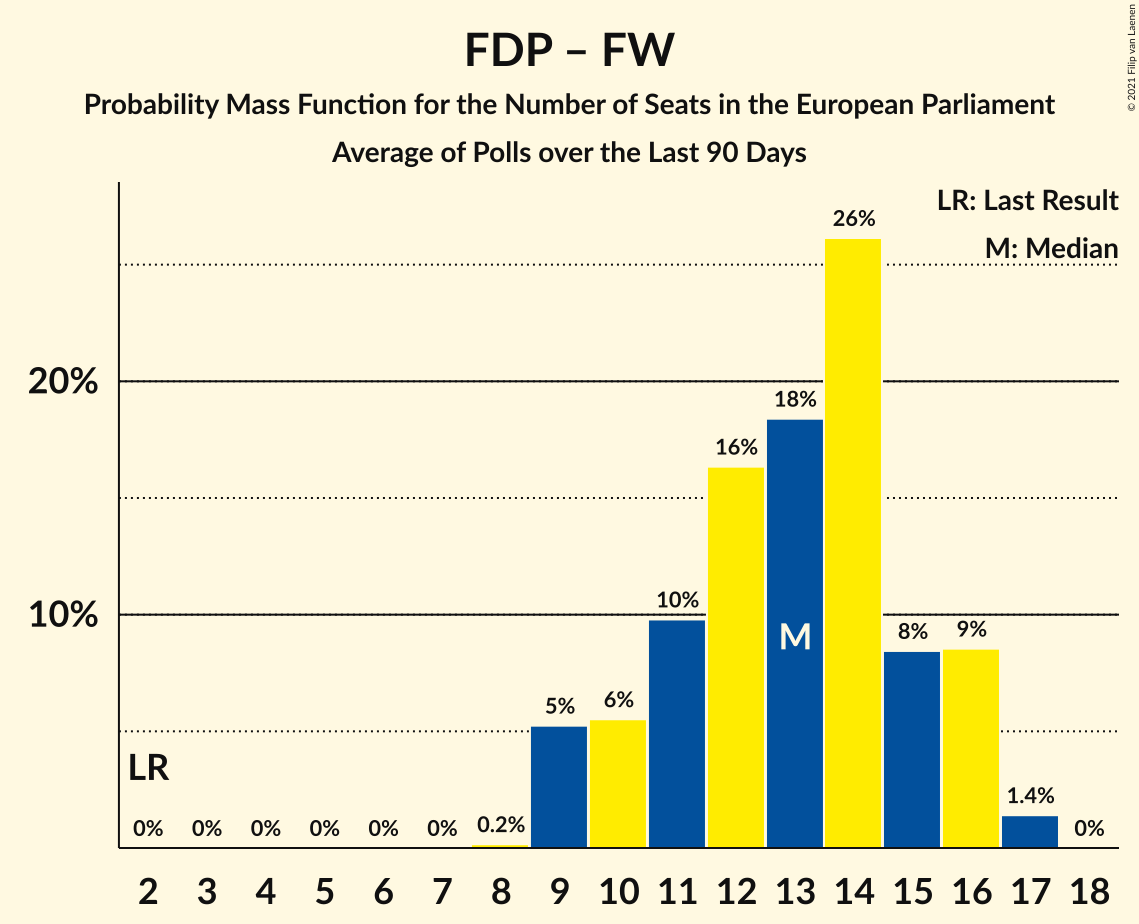 FDP – FW
Probability Mass Function for the Number of Seats in the European Parliament
Average of Polls over the Last 90 Days
© 2021 Filip van Laenen
LR: Last Result
M: Median
26%
20%
18%
16%
10%
10%
M
8%
9%
5%
6%
LR
0%
0%
0%
0%
0%
0%
0.2%
1.4%
0%
2 3 4 5 6 7 8 9 10 11 12 13 14 15 16 17 18